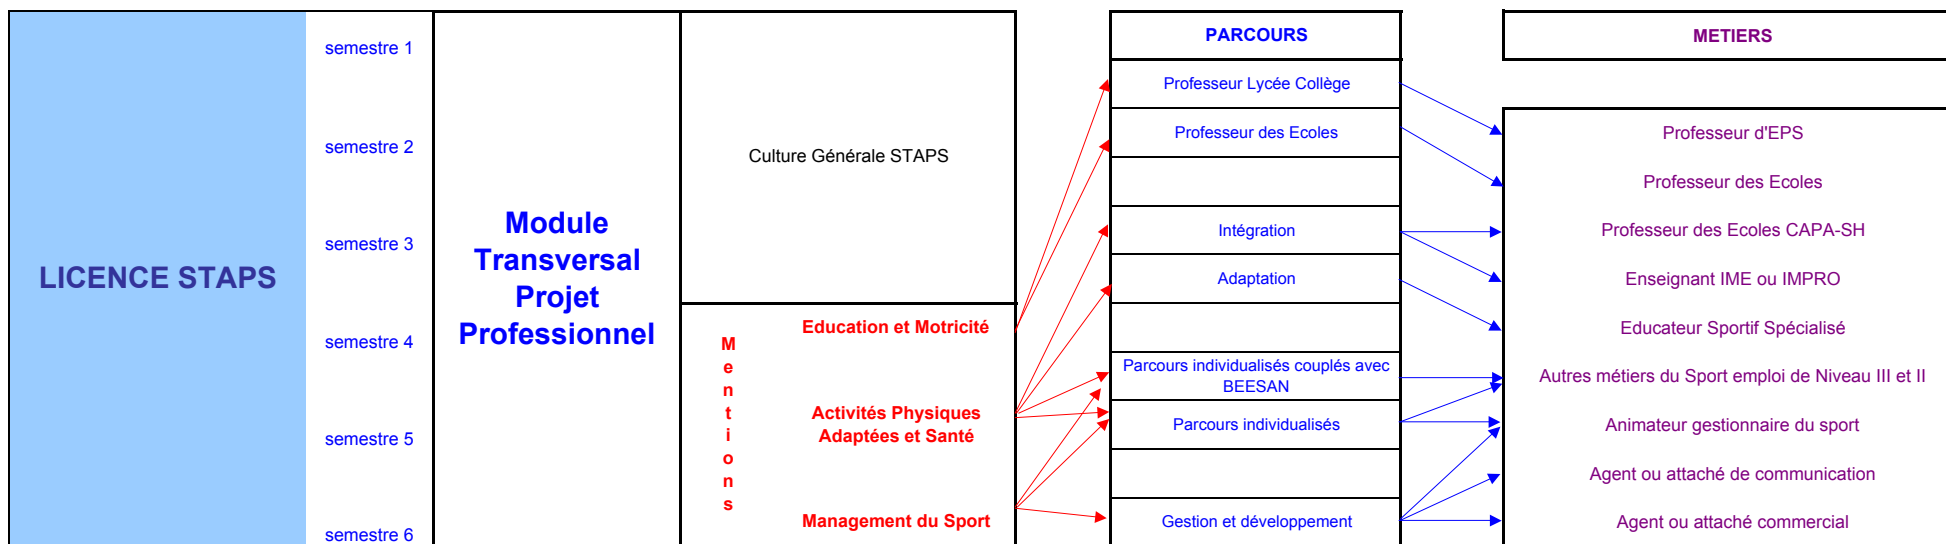 LICENCE STAPS
semestre 1
semestre 2
semestre 3
semestre 4
semestre 5
semestre 6
Module
Transversal
Projet
Professionnel
Culture Générale STAPS
Mentions
Education et Motricité
Activités Physiques
Adaptées et Santé
Management du Sport
PARCOURS
Professeur Lycée Collège
Professeur des Ecoles
Intégration
Adaptation
Parcours individualisés couplés avec
BEESAN
Parcours individualisés
Gestion et développement
METIERS
Professeur d'EPS
Professeur des Ecoles
Professeur des Ecoles CAPA-SH
Enseignant IME ou IMPRO
Educateur Sportif Spécialisé
Autres métiers du Sport emploi de Niveau III et II
Animateur gestionnaire du sport
Agent ou attaché de communication
Agent ou attaché commercial